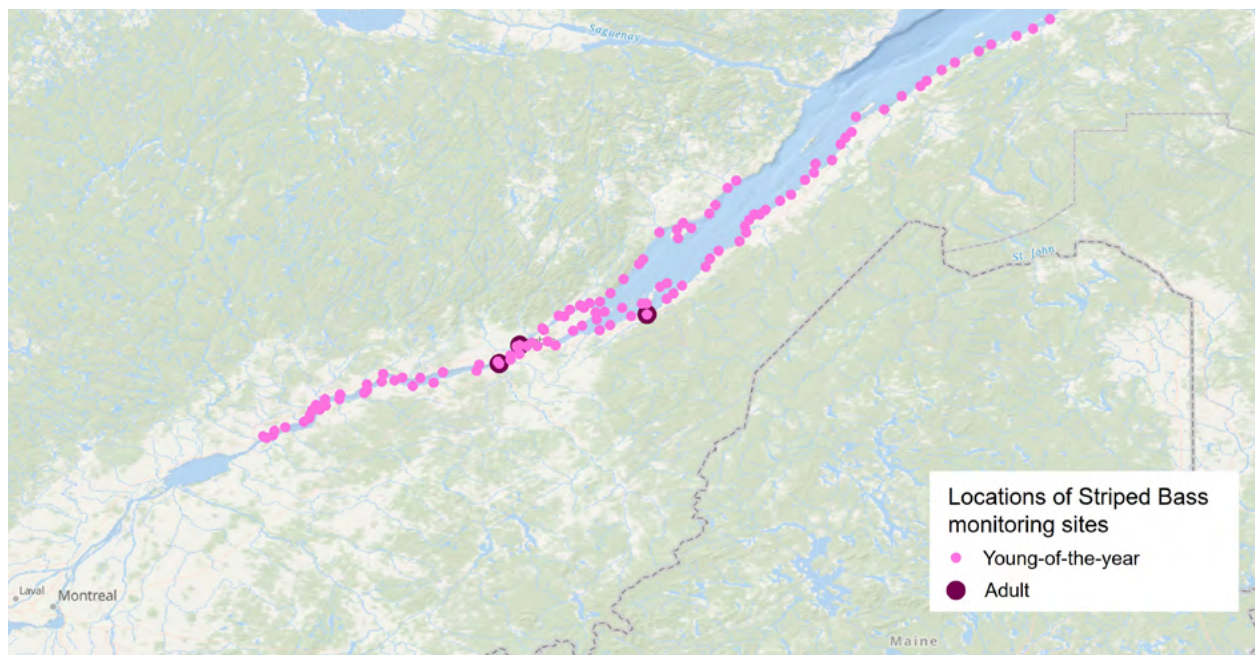 Saguenay
St. John
Laval
Montreal
Maine
Locations of Striped Bass
monitoring sites
Young-of-the-year
Adult